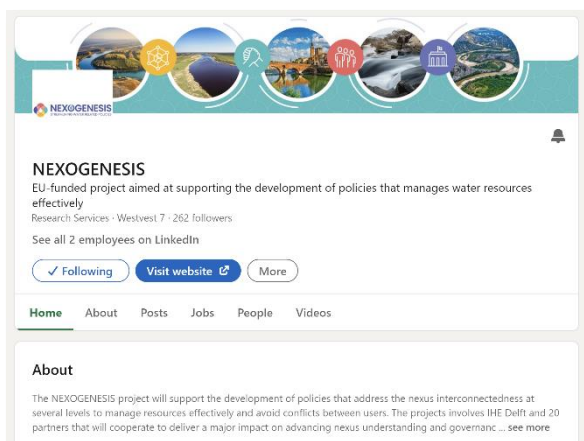 NEXOGENESIS
NEXOGENESIS
EU-funded project aimed at supporting the development of policies that manages water resources
effectively
Research Services · Westvest 7 · 262 followers
See all 2 employees on LinkedIn
✓ Following Visit website More
Home About Posts Jobs People Videos
About
The NEXOGENESIS project will support the development of policies that address the nexus interconnectedness at
several levels to manage resources effectively and avoid conflicts between users. The projects involves IHE Delft and 20
partners that will cooperate to deliver a major impact on advancing nexus understanding and governanc ... see more